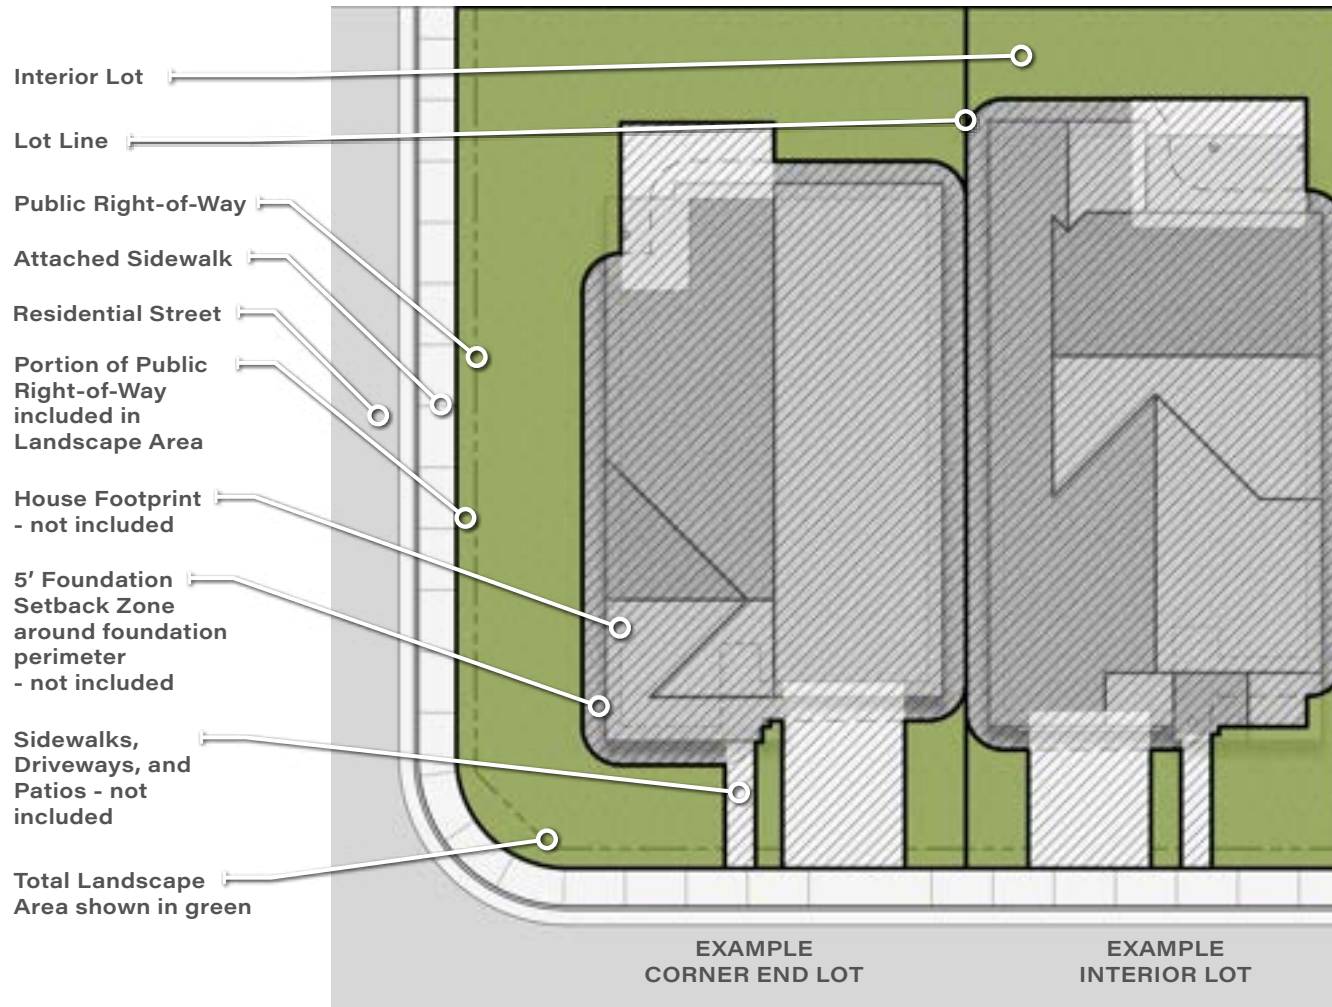 Interior Lot
Lot Line
Public Right-of-Way
Attached Sidewalk
Residential Street
Portion of Public
Right-of-Way
included in
Landscape Area
House Footprint
- not included
5′ Foundation
Setback Zone
around foundation
perimeter
- not included
Sidewalks,
Driveways, and
Patios - not
included
Total Landscape
Area shown in green
EXAMPLE
CORNER END LOT
EXAMPLE
INTERIOR LOT